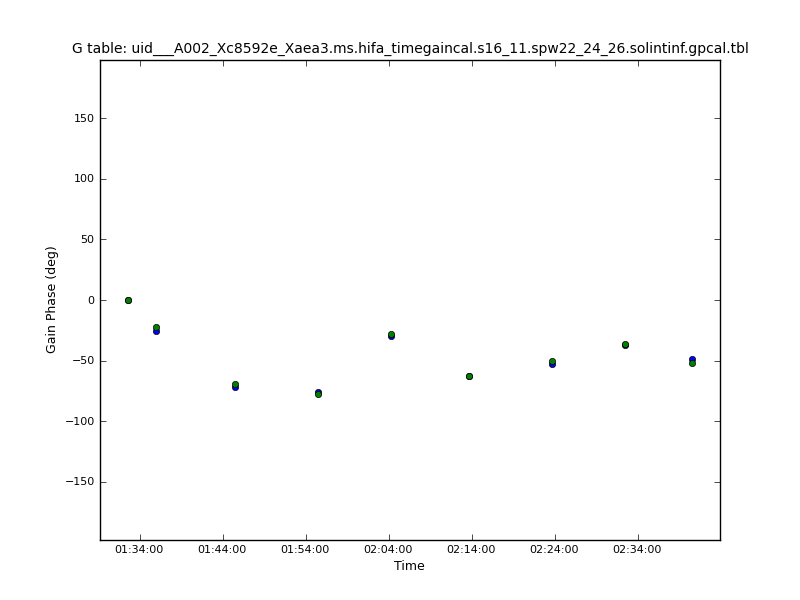 G table: uid___A002_Xc8592e_Xaea3.ms.hifa_timegaincal.s16_11.spw22_24_26.solintinf.gpcal.tbl
150
100
50
0
−50
−100
−150
Gain Phase (deg)
01:34:00 01:44:00 01:54:00 02:04:00 02:14:00 02:24:00 02:34:00
Time